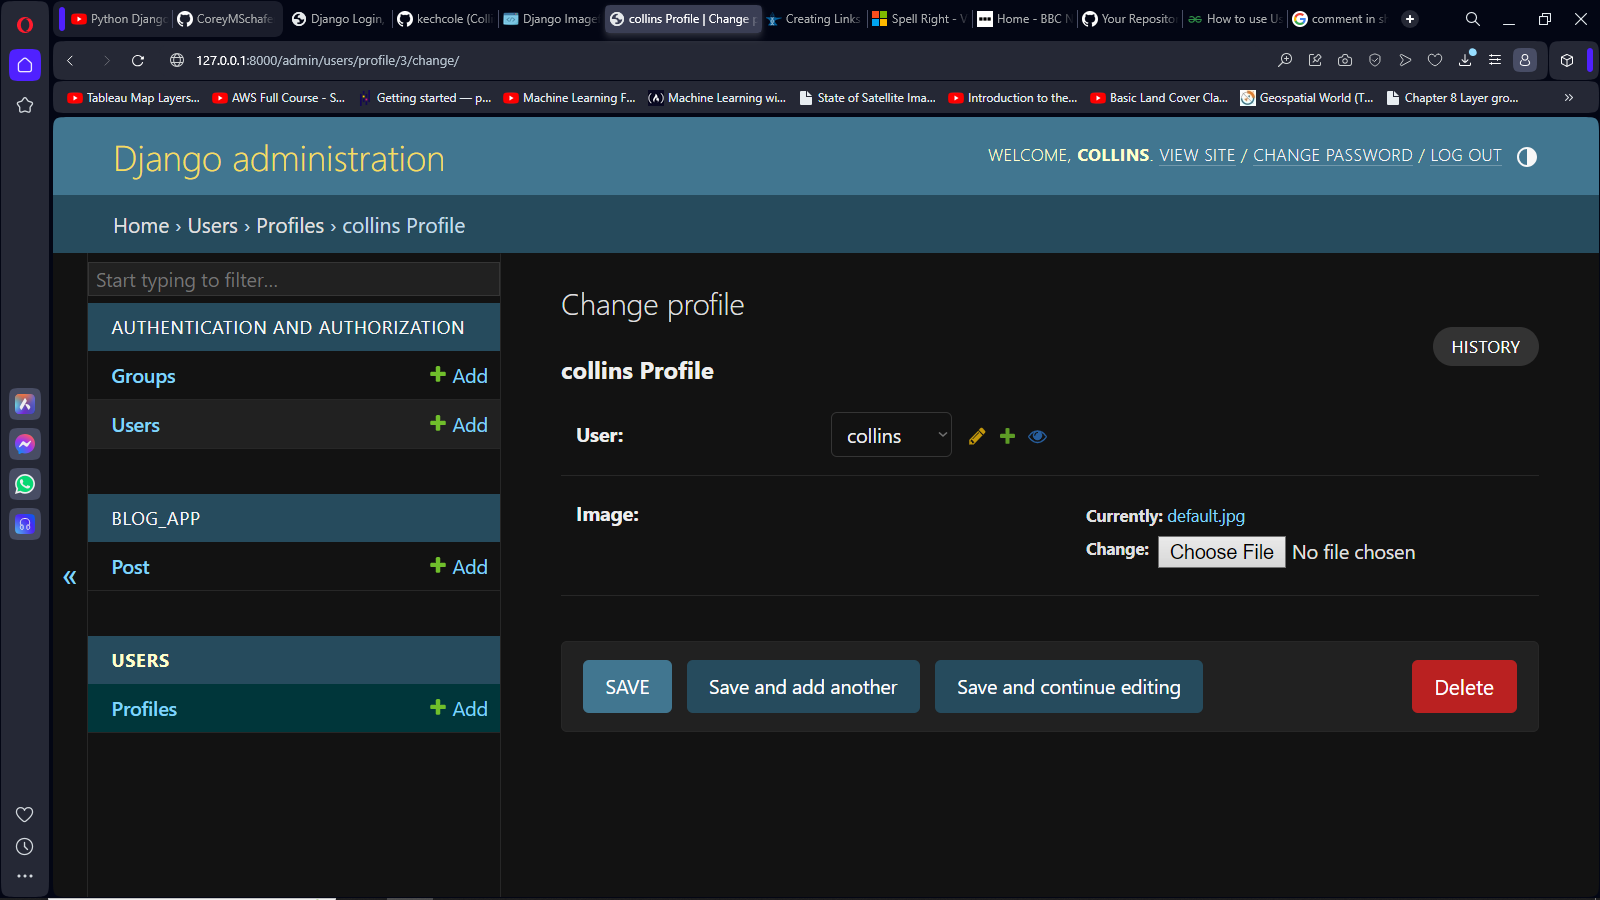 Python Djang
CoreyMSchafe
Django Login,
kechcole (Coll
Django Image
collins Profile | Change p
Creating Links
Spell Right - V
Home - BBC N
Your Reposito
How to use Us
comment in sh
127.0.0.1:8000/admin/users/profile/3/change/
Tableau Map Layers...
AWS Full Course - S...
Getting started — p...
Machine Learning F...
Machine Learning wi...
State of Satellite Ima...
Introduction to the...
Basic Land Cover Cla...
Geospatial World (T...
Chapter 8 Layer gro...
»
Django administration
WELCOME, COLLINS. VIEW SITE / CHANGE PASSWORD / LOG OUT
Home › Users › Profiles › collins Profile
Start typing to filter...
AUTHENTICATION AND AUTHORIZATION
Groups + Add
Users + Add
BLOG_APP
Post + Add
«
USERS
Profiles + Add
Change profile
HISTORY
collins Profile
User: collins
Image: Currently: default.jpg
Change: Choose File No file chosen
SAVE Save and add another Save and continue editing Delete